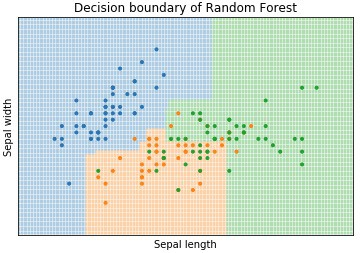 Decision boundary of Random Forest
Sepal width
Sepal length